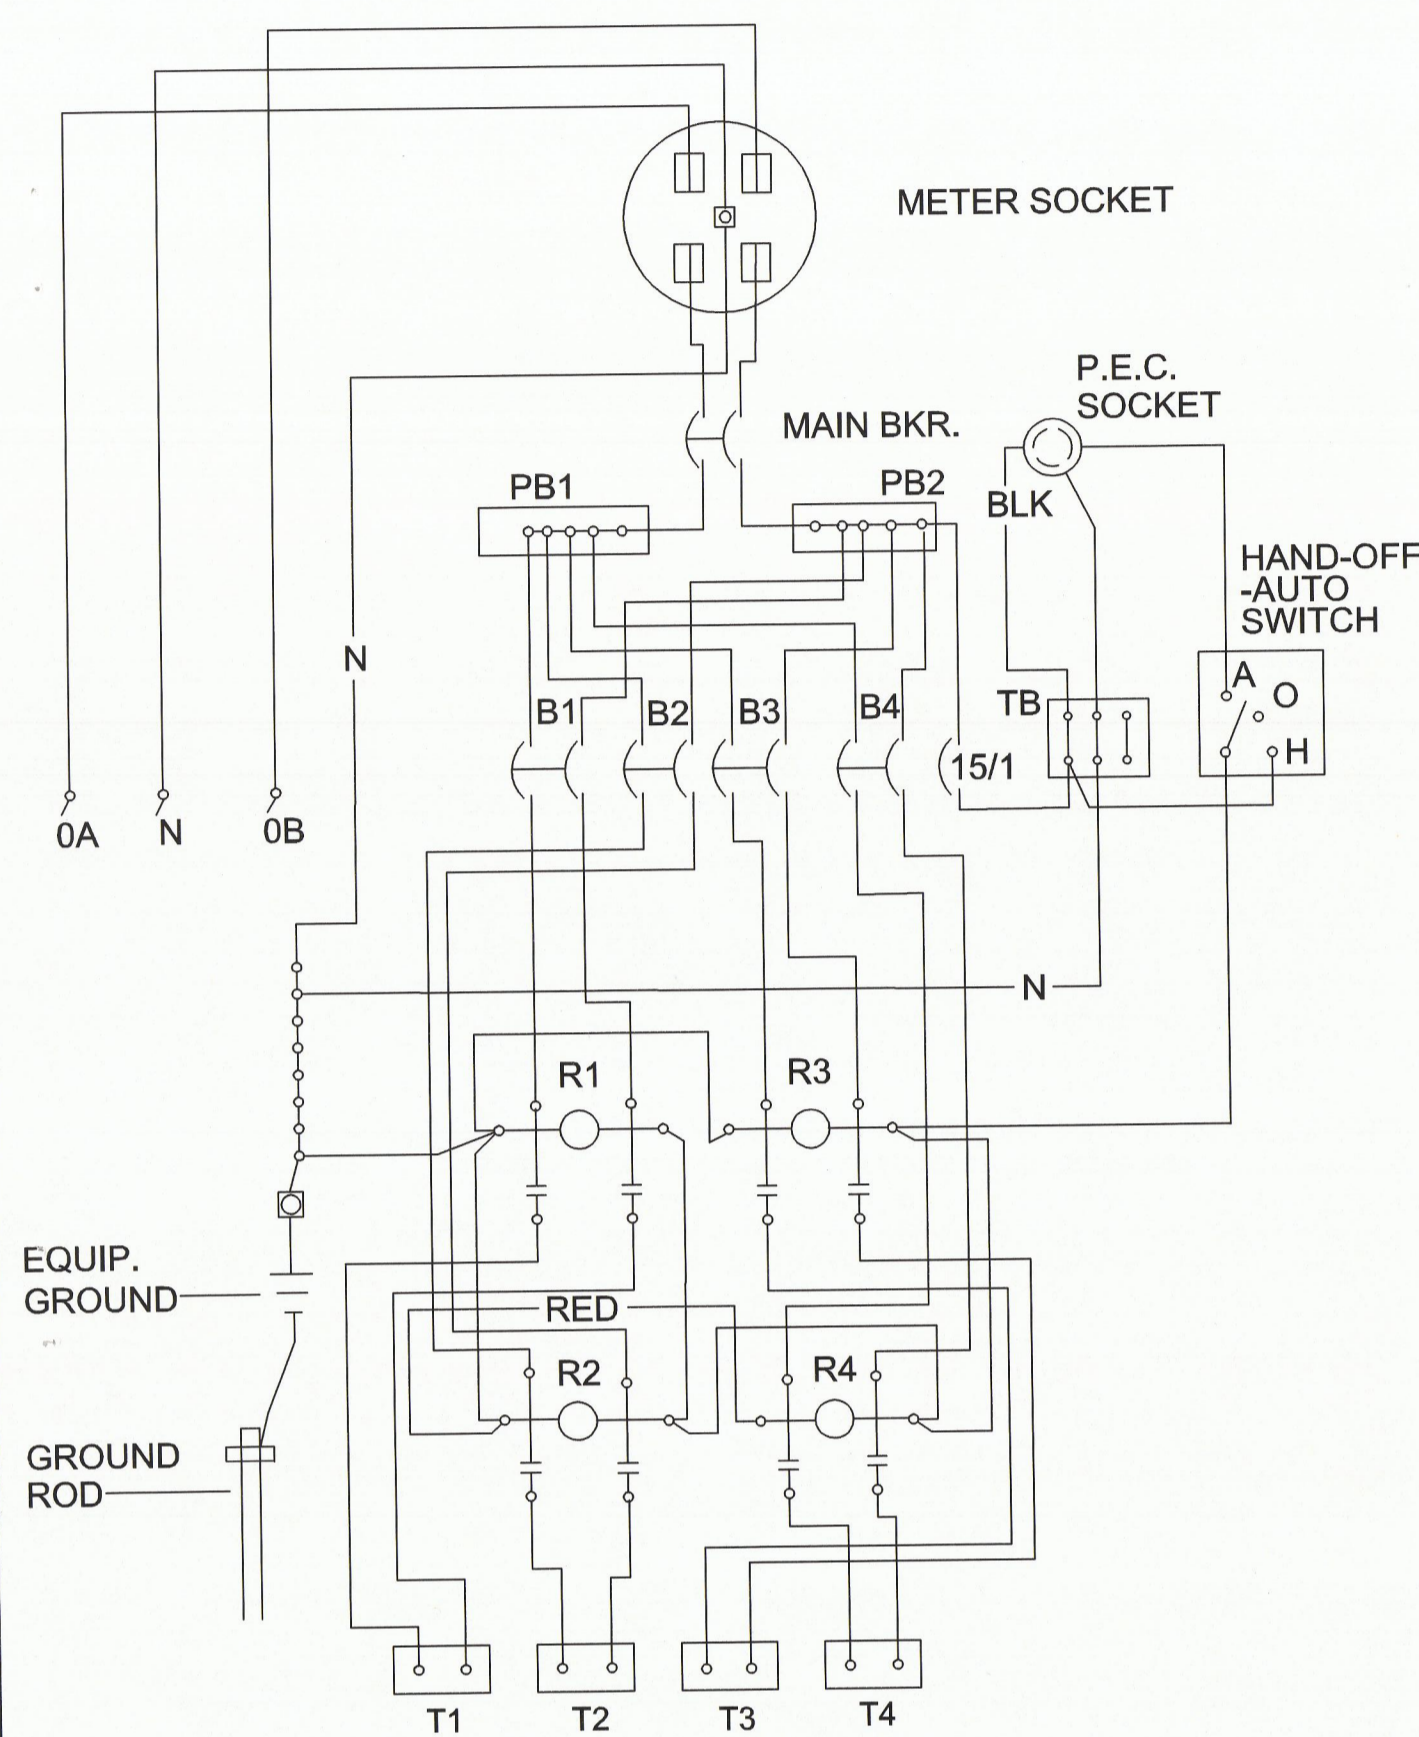 METER SOCKET
P.E.C.
SOCKET
MAIN BKR.
PB1
PB2
BLK
HAND-OFF
-AUTO
SWITCH
N
A
O
H
TB
B1
B2
B3
B4
15/1
0A
N
0B
N
R1
R3
EQUIP.
GROUND
RED
R2
R4
GROUND
ROD
T1
T2
T3
T4